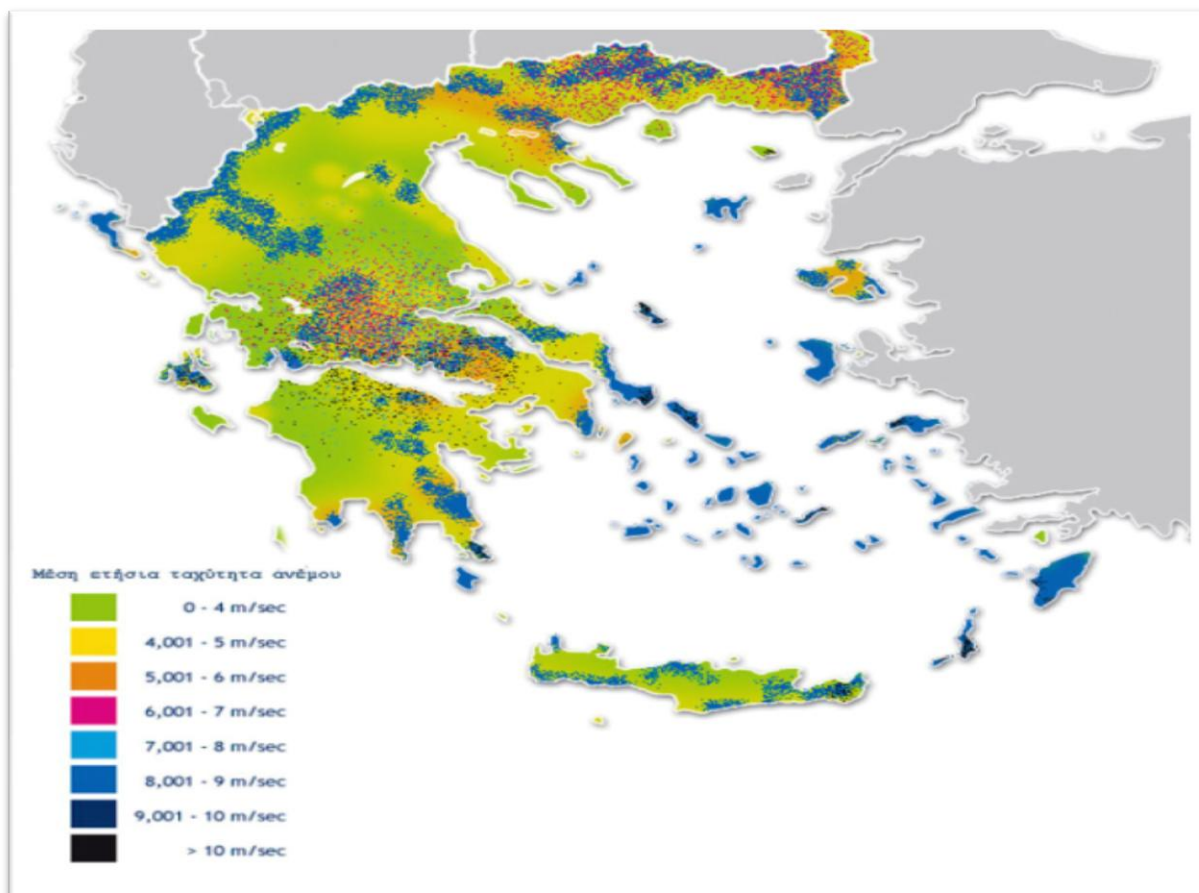 Μέση ετήσια ταχύτητα ανέμου
0 - 4 m/sec
4,001 - 5 m/sec
5,001 - 6 m/sec
6,001 - 7 m/sec
7,001 - 8 m/sec
8,001 - 9 m/sec
9,001 - 10 m/sec
> 10 m/sec